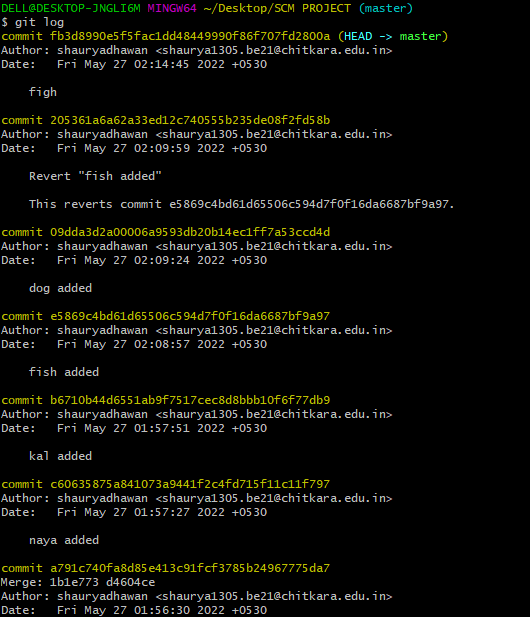 DELL@DESKTOP-JNGLI6M MINGW64 ~/Desktop/SCM PROJECT (master)
$ git log
commit fb3d8990e5f5fac1dd48449990f86f707fd2800a (HEAD -> master)
Author: shauryadhawan <shaurya1305.be21@chitkara.edu.in>
Date:   Fri May 27 02:14:45 2022 +0530
figh
commit 205361a6a62a33ed12c740555b235de08f2fd58b
Author: shauryadhawan <shaurya1305.be21@chitkara.edu.in>
Date:   Fri May 27 02:09:59 2022 +0530
Revert "fish added"
This reverts commit e5869c4bd61d65506c594d7f0f16da6687bf9a97.
commit 09dda3d2a00006a9593db20b14ec1ff7a53ccd4d
Author: shauryadhawan <shaurya1305.be21@chitkara.edu.in>
Date:   Fri May 27 02:09:24 2022 +0530
dog added
commit e5869c4bd61d65506c594d7f0f16da6687bf9a97
Author: shauryadhawan <shaurya1305.be21@chitkara.edu.in>
Date:   Fri May 27 02:08:57 2022 +0530
fish added
commit b6710b44d6551ab9f7517cec8d8bbb10f6f77db9
Author: shauryadhawan <shaurya1305.be21@chitkara.edu.in>
Date:   Fri May 27 01:57:51 2022 +0530
kal added
commit c60635875a841073a9441f2c4fd715f11c11f797
Author: shauryadhawan <shaurya1305.be21@chitkara.edu.in>
Date:   Fri May 27 01:57:27 2022 +0530
naya added
commit a791c740fa8d85e413c91fcf3785b24967775da7
Merge: 1b1e773 d4604ce
Author: shauryadhawan <shaurya1305.be21@chitkara.edu.in>
Date:   Fri May 27 01:56:30 2022 +0530